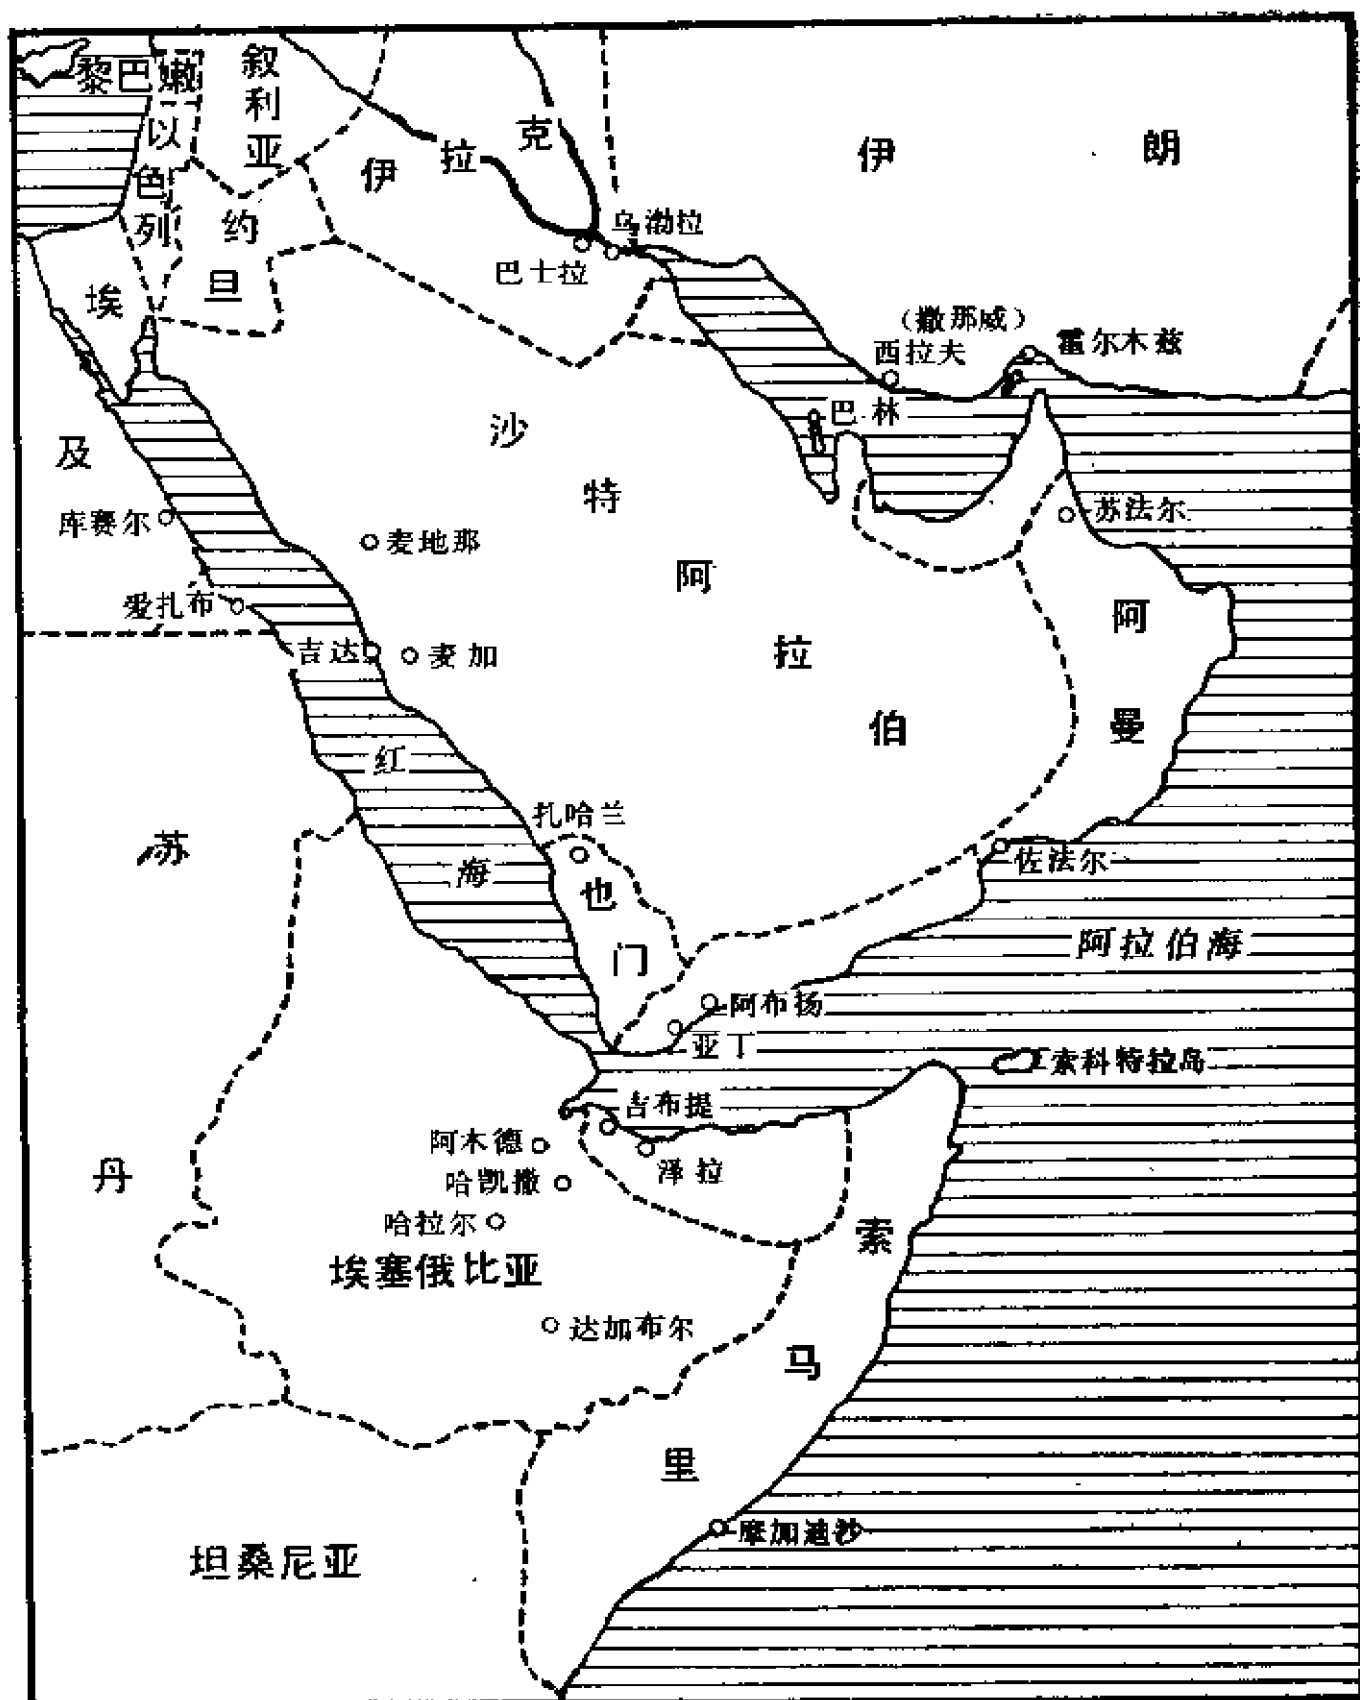 黎巴嫩
叙利亚
以色列
约旦
伊拉克
伊朗
乌渤拉
巴士拉
埃及
（撒那威）
西拉夫
霍尔木兹
巴林
沙特阿拉伯
库赛尔
麦地那
苏法尔
爱扎布
吉达
麦加
阿曼
红海
扎哈兰
苏丹
也门
佐法尔
阿拉伯海
阿布扬
亚丁
索科特拉岛
吉布提
阿木德
泽拉
哈凯撒
哈拉尔
埃塞俄比亚
索马里
达加布尔
摩加迪沙
坦桑尼亚